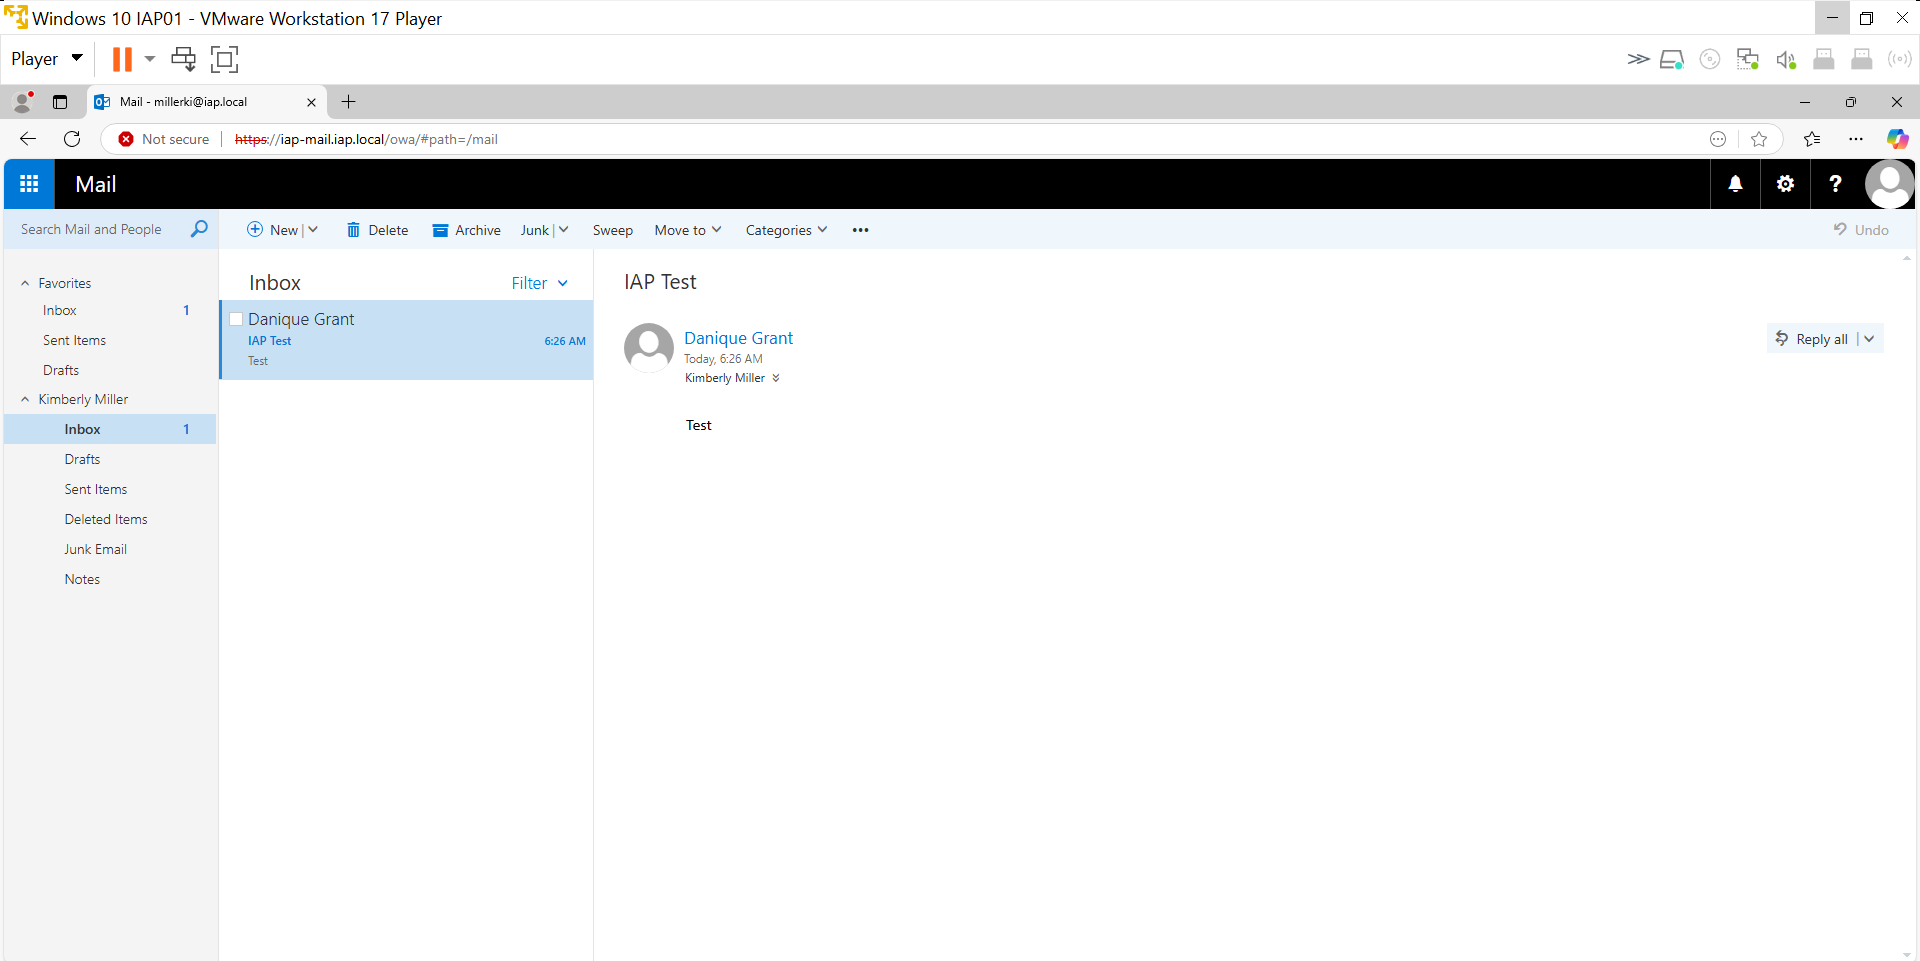 Windows 10 IAP01 - VMware Workstation 17 Player
Player
Mail - millerki@iap.local
Not secure
https://iap-mail.iap.local/owa/#path=/mail
Mail
?
Search Mail and People
New
Delete
Archive
Junk
Sweep
Move to
Categories
Undo
Favorites
Inbox 1
Sent Items
Drafts
Kimberly Miller
Inbox 1
Drafts
Sent Items
Deleted Items
Junk Email
Notes
Inbox
Filter
Danique Grant
IAP Test 6:26 AM
Test
IAP Test
Danique Grant
Today, 6:26 AM
Kimberly Miller
Reply all
Test